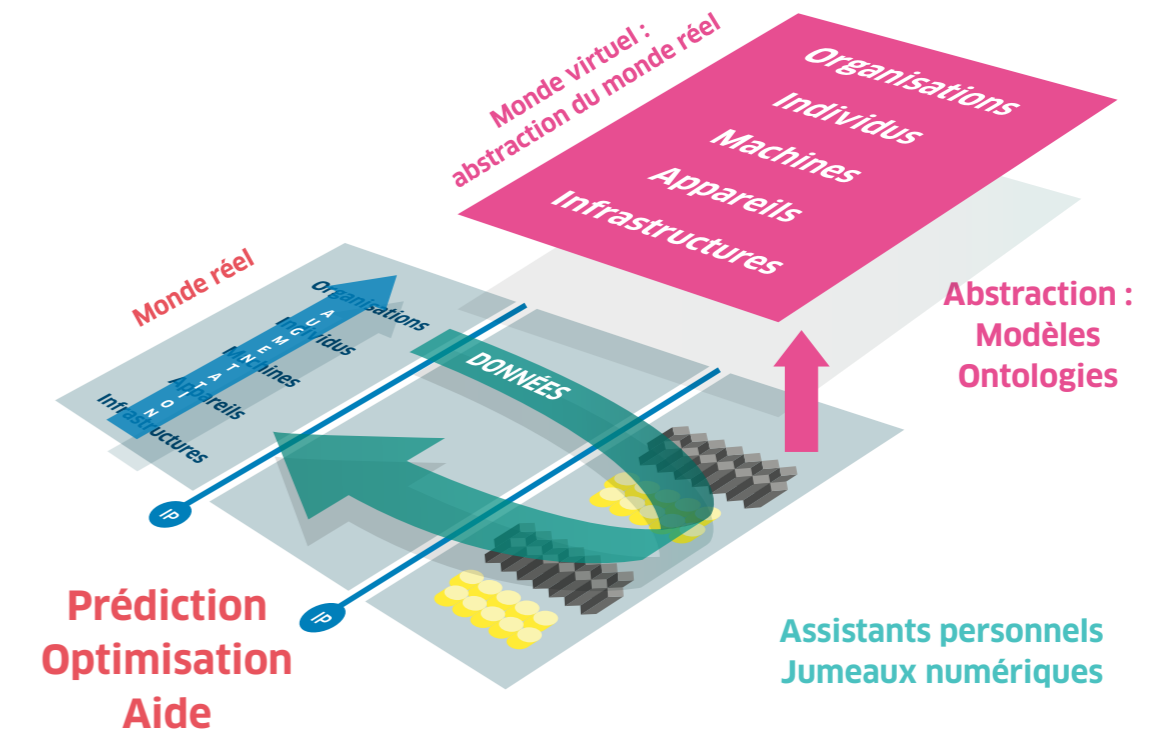 Monde virtuel :
abstraction du monde réel
Organisations
Individus
Machines
Appareils
Infrastructures
Monde réel
Organisations
Individus
Machines
Appareils
Infrastructures
AUGMENTATION
DONNÉES
IP
IP
Abstraction :
Modèles
Ontologies
Prédiction
Optimisation
Aide
Assistants personnels
Jumeaux numériques